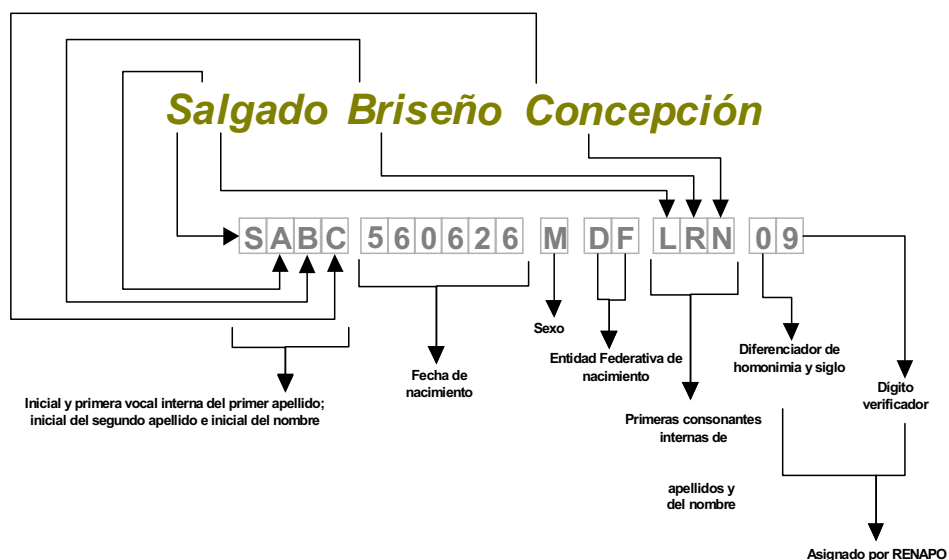 Salgado Briseño Concepción
SABC 560626 M DF LRN 09
Sexo
Entidad Federativa de
nacimiento
Diferenciador de
homonimia y siglo
Fecha de
nacimiento
Dígito
verificador
Inicial y primera vocal interna del primer apellido;
inicial del segundo apellido e inicial del nombre
Primeras consonantes
internas de
apellidos y
del nombre
Asignado por RENAPO